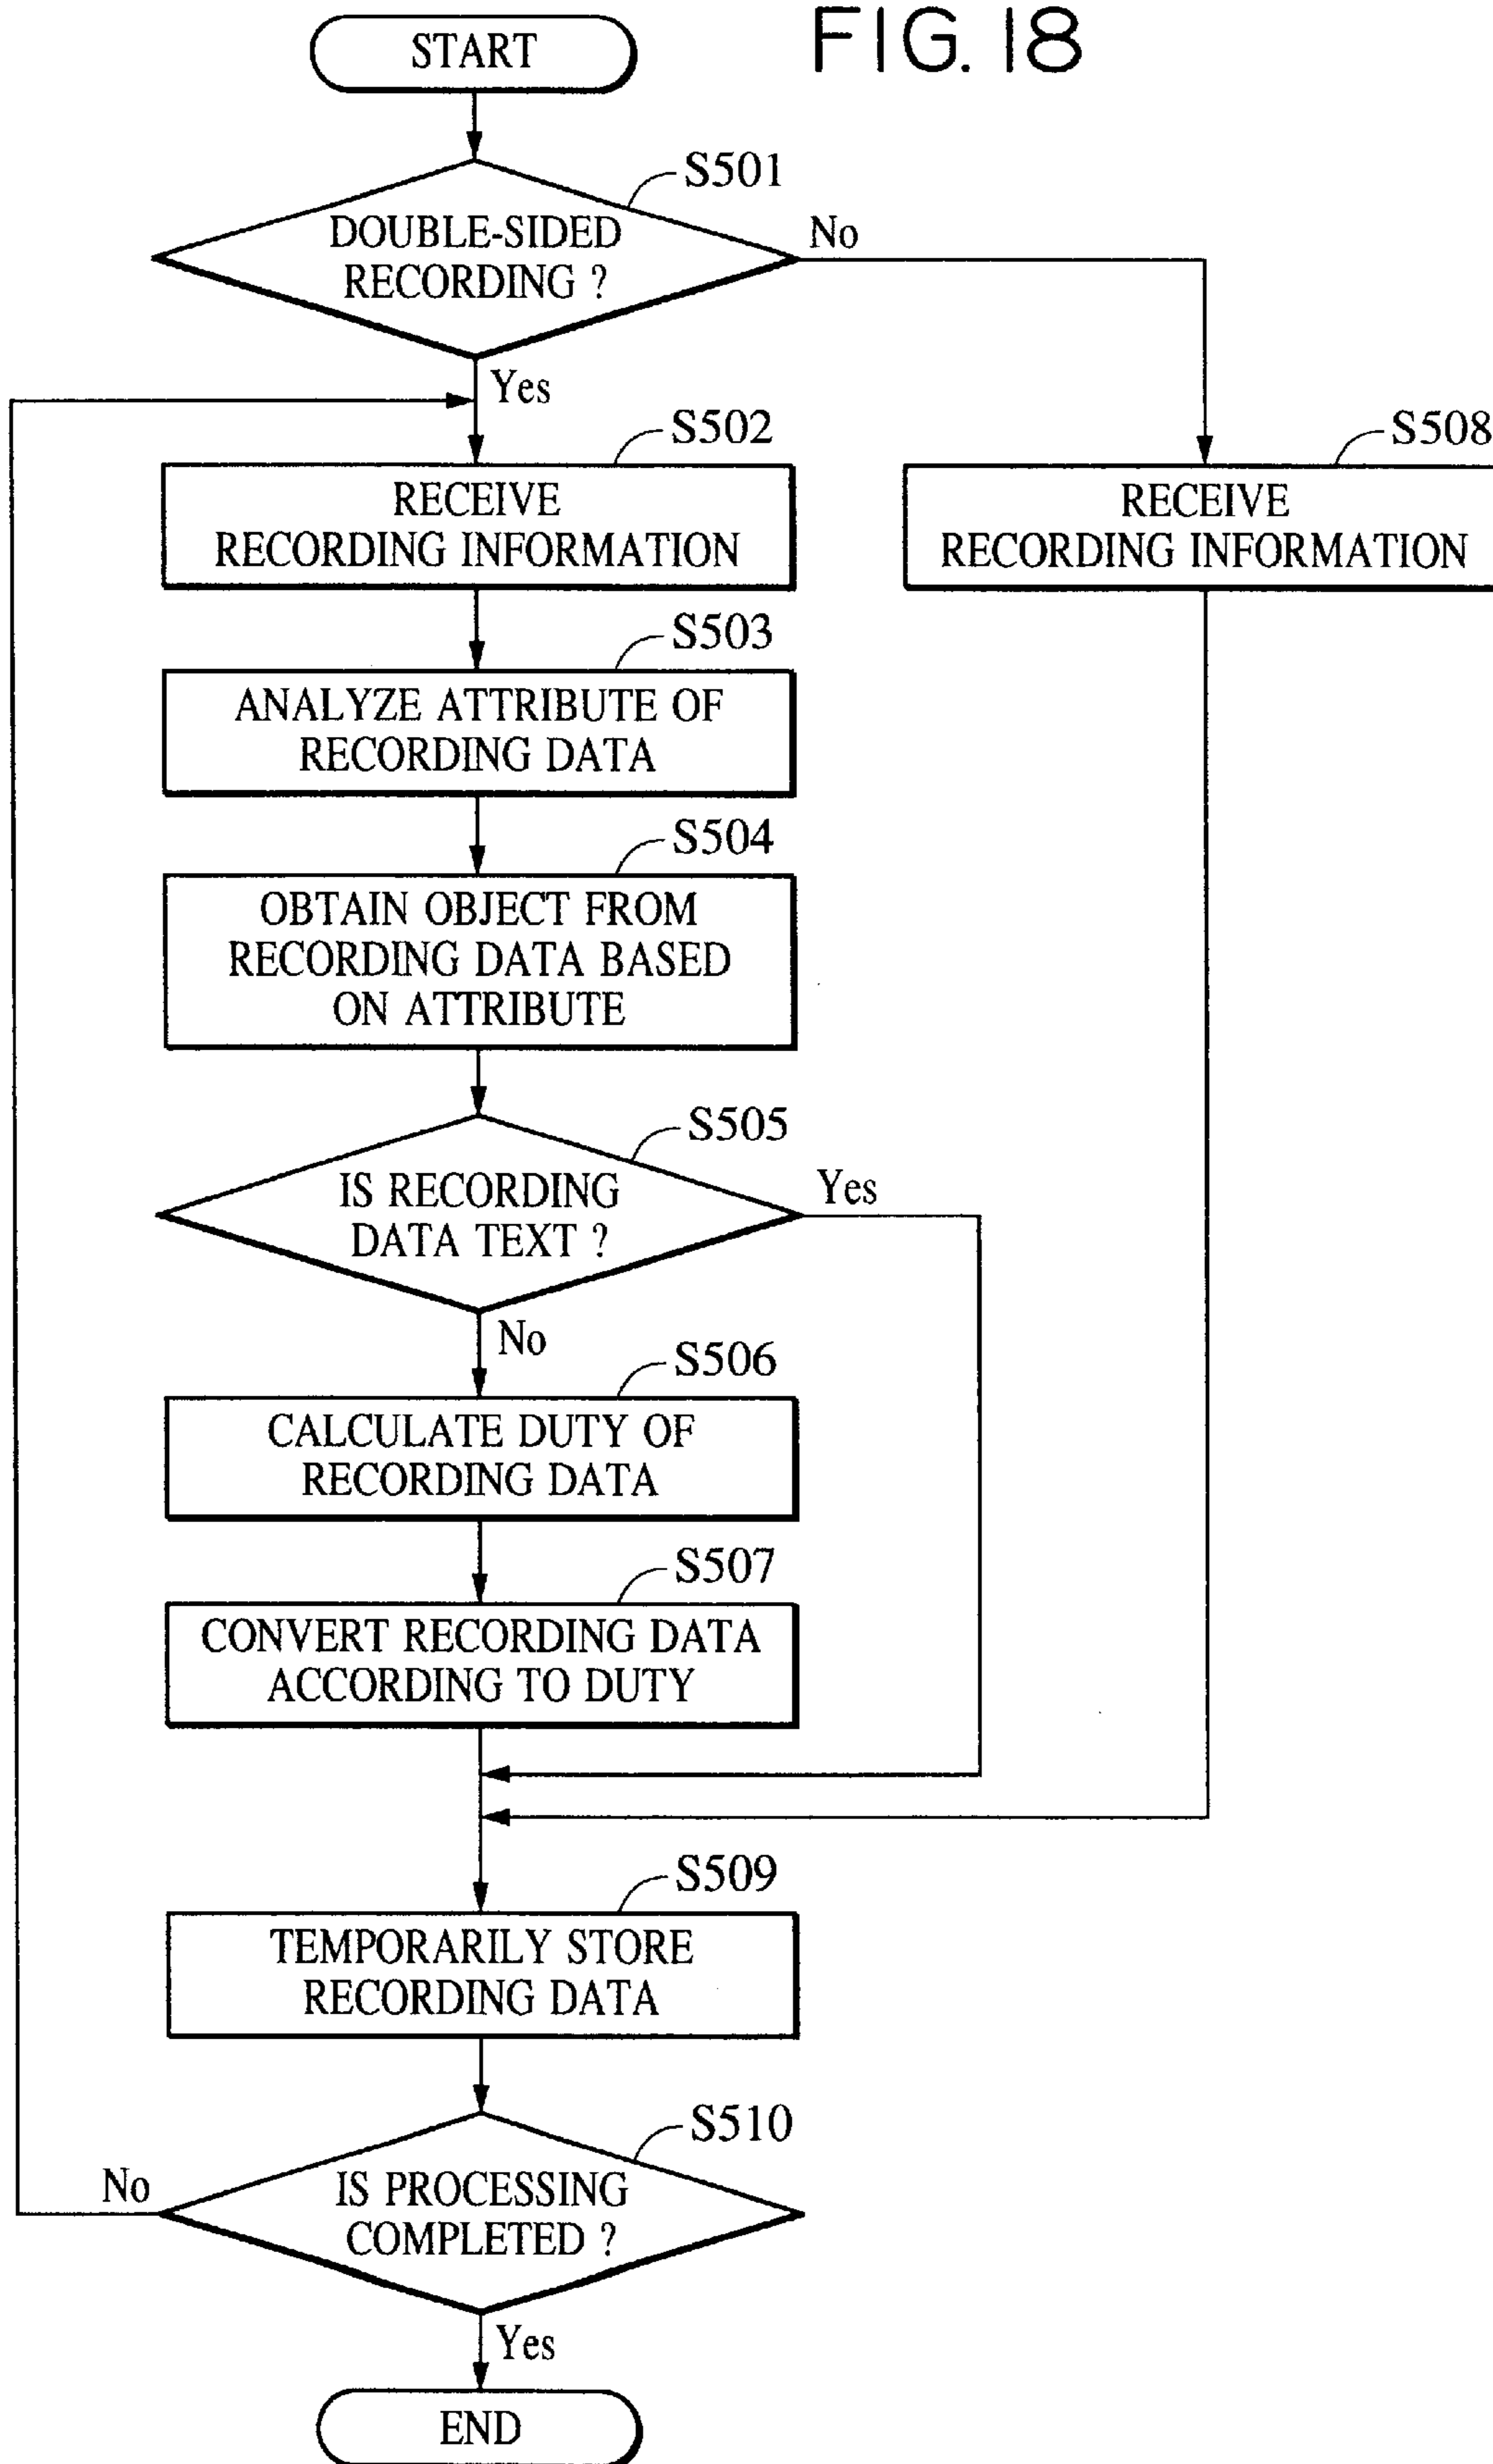 FIG. 18
START
S501
DOUBLE-SIDED
RECORDING ?
No
Yes
S502
RECEIVE
RECORDING INFORMATION
S508
RECEIVE
RECORDING INFORMATION
S503
ANALYZE ATTRIBUTE OF
RECORDING DATA
S504
OBTAIN OBJECT FROM
RECORDING DATA BASED
ON ATTRIBUTE
S505
IS RECORDING
DATA TEXT ?
Yes
No
S506
CALCULATE DUTY OF
RECORDING DATA
S507
CONVERT RECORDING DATA
ACCORDING TO DUTY
S509
TEMPORARILY STORE
RECORDING DATA
S510
IS PROCESSING
COMPLETED ?
No
Yes
END